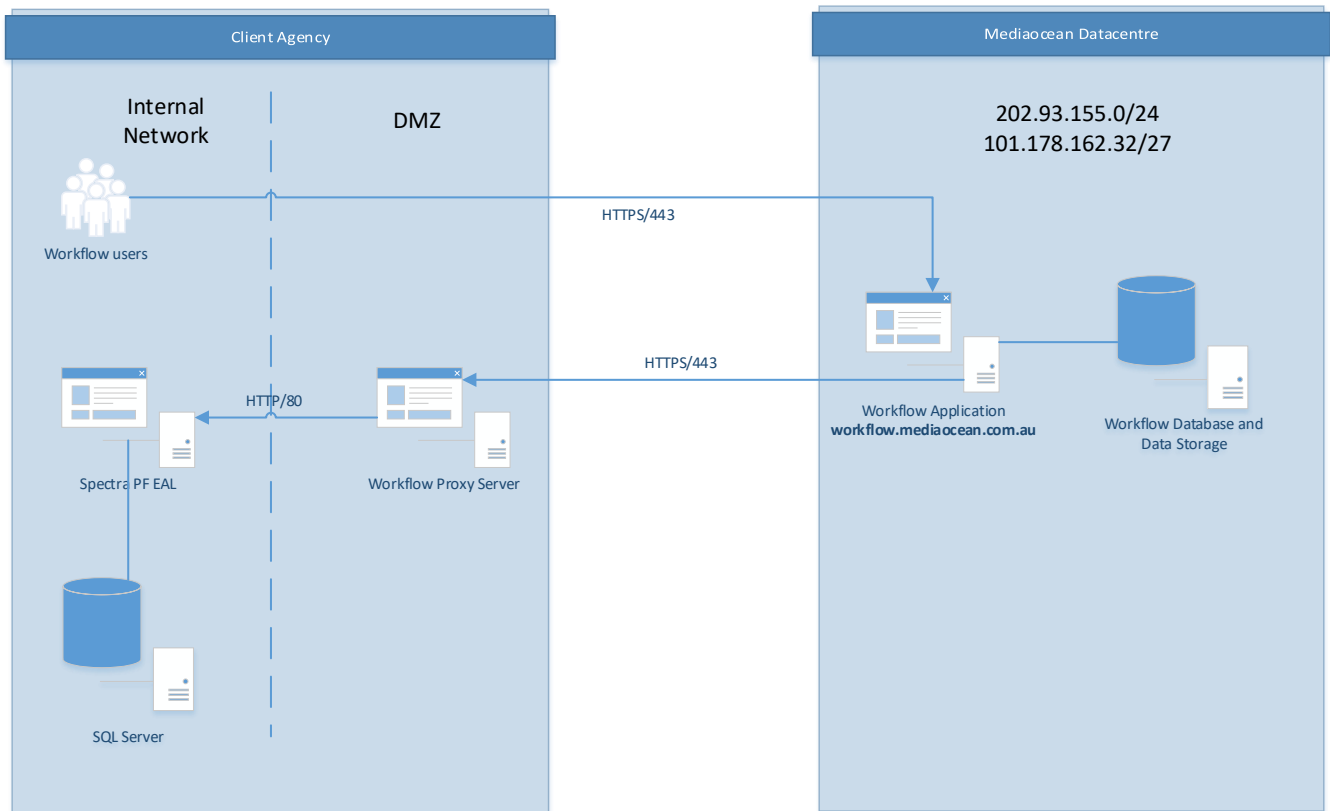 Client Agency
Mediaocean Datacentre
Internal
Network
DMZ
202.93.155.0/24
101.178.162.32/27
HTTPS/443
Workflow users
HTTPS/443
HTTP/80
Workflow Application
workflow.mediaocean.com.au
Workflow Database and
Data Storage
Spectra PF EAL
Workflow Proxy Server
SQL Server